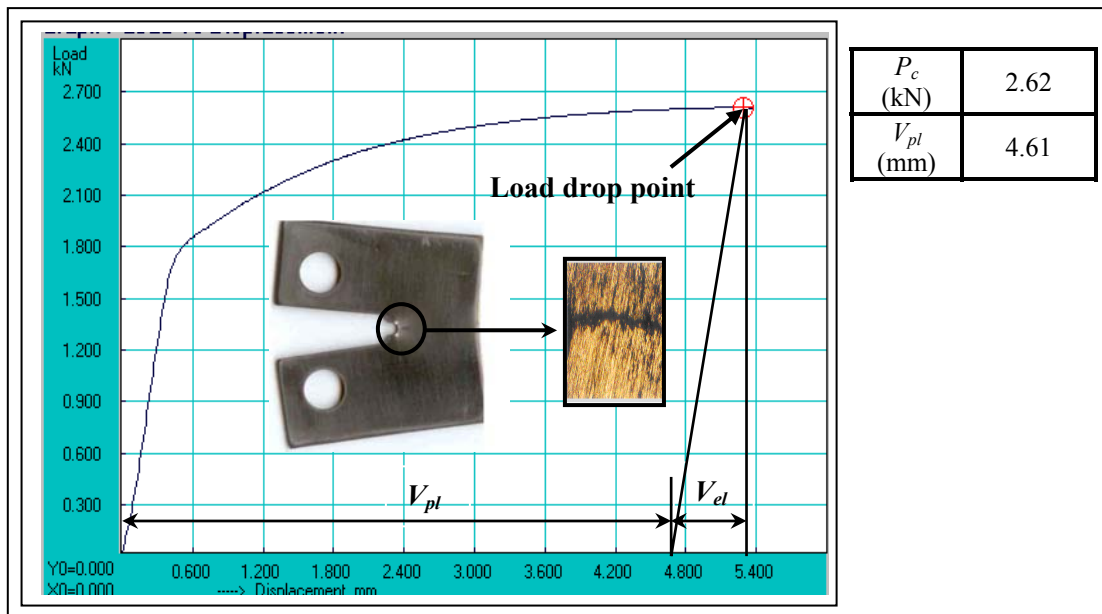 Load
kN
2.700
2.400
2.100
1.800
1.500
1.200
0.900
0.600
0.300
Load drop point
V_pl
V_el
Y0=0.000
X0=0.000
0.600 1.200 1.800 2.400 3.000 3.600 4.200 4.800 5.400
----> Displacement mm
P_c
(kN)
2.62
V_pl
(mm)
4.61